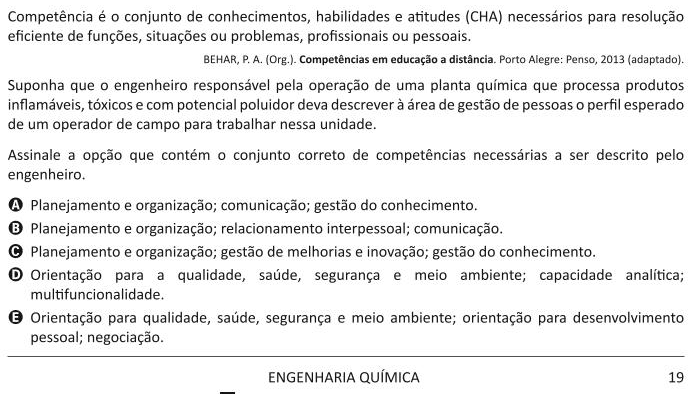 Competência é o conjunto de conhecimentos, habilidades e atitudes (CHA) necessários para resolução
eficiente de funções, situações ou problemas, profissionais ou pessoais.
BEHAR, P. A. (Org.). Competências em educação a distância. Porto Alegre: Penso, 2013 (adaptado).
Suponha que o engenheiro responsável pela operação de uma planta química que processa produtos
inflamáveis, tóxicos e com potencial poluidor deva descrever à área de gestão de pessoas o perfil esperado
de um operador de campo para trabalhar nessa unidade.
Assinale a opção que contém o conjunto correto de competências necessárias a ser descrito pelo
engenheiro.
A Planejamento e organização; comunicação; gestão do conhecimento.
B Planejamento e organização; relacionamento interpessoal; comunicação.
C Planejamento e organização; gestão de melhorias e inovação; gestão do conhecimento.
D Orientação para a qualidade, saúde, segurança e meio ambiente; capacidade analítica;
multifuncionalidade.
E Orientação para qualidade, saúde, segurança e meio ambiente; orientação para desenvolvimento
pessoal; negociação.
ENGENHARIA QUÍMICA 19